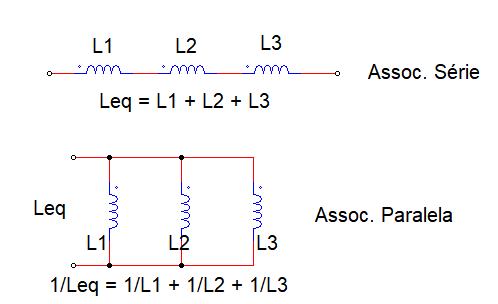 L1 L2 L3
Assoc. Série
Leq = L1 + L2 + L3
Leq
Assoc. Paralela
L1 L2 L3
1/Leq = 1/L1 + 1/L2 + 1/L3